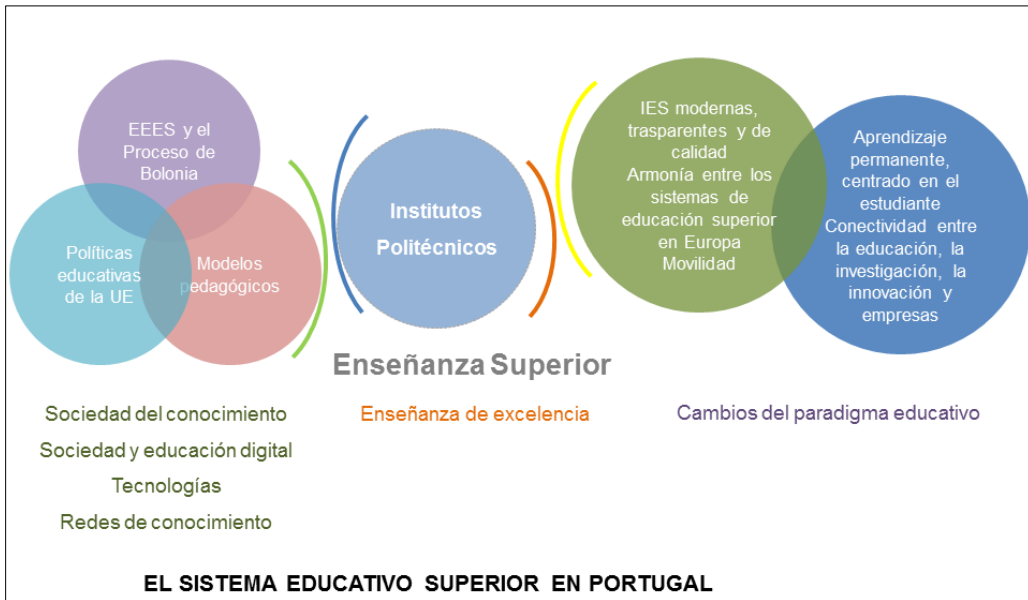 EEES y el
Proceso de
Bolonia
Políticas
educativas
de la UE
Modelos
pedagógicos
Institutos
Politécnicos
IES modernas,
trasparentes y de
calidad
Armonía entre los
sistemas de
educación superior
en Europa
Movilidad
Aprendizaje
permanente,
centrado en el
estudiante
Conectividad entre
la educación, la
investigación, la
innovación y
empresas
Enseñanza Superior
Sociedad del conocimiento
Sociedad y educación digital
Tecnologías
Redes de conocimiento
Enseñanza de excelencia
Cambios del paradigma educativo
EL SISTEMA EDUCATIVO SUPERIOR EN PORTUGAL